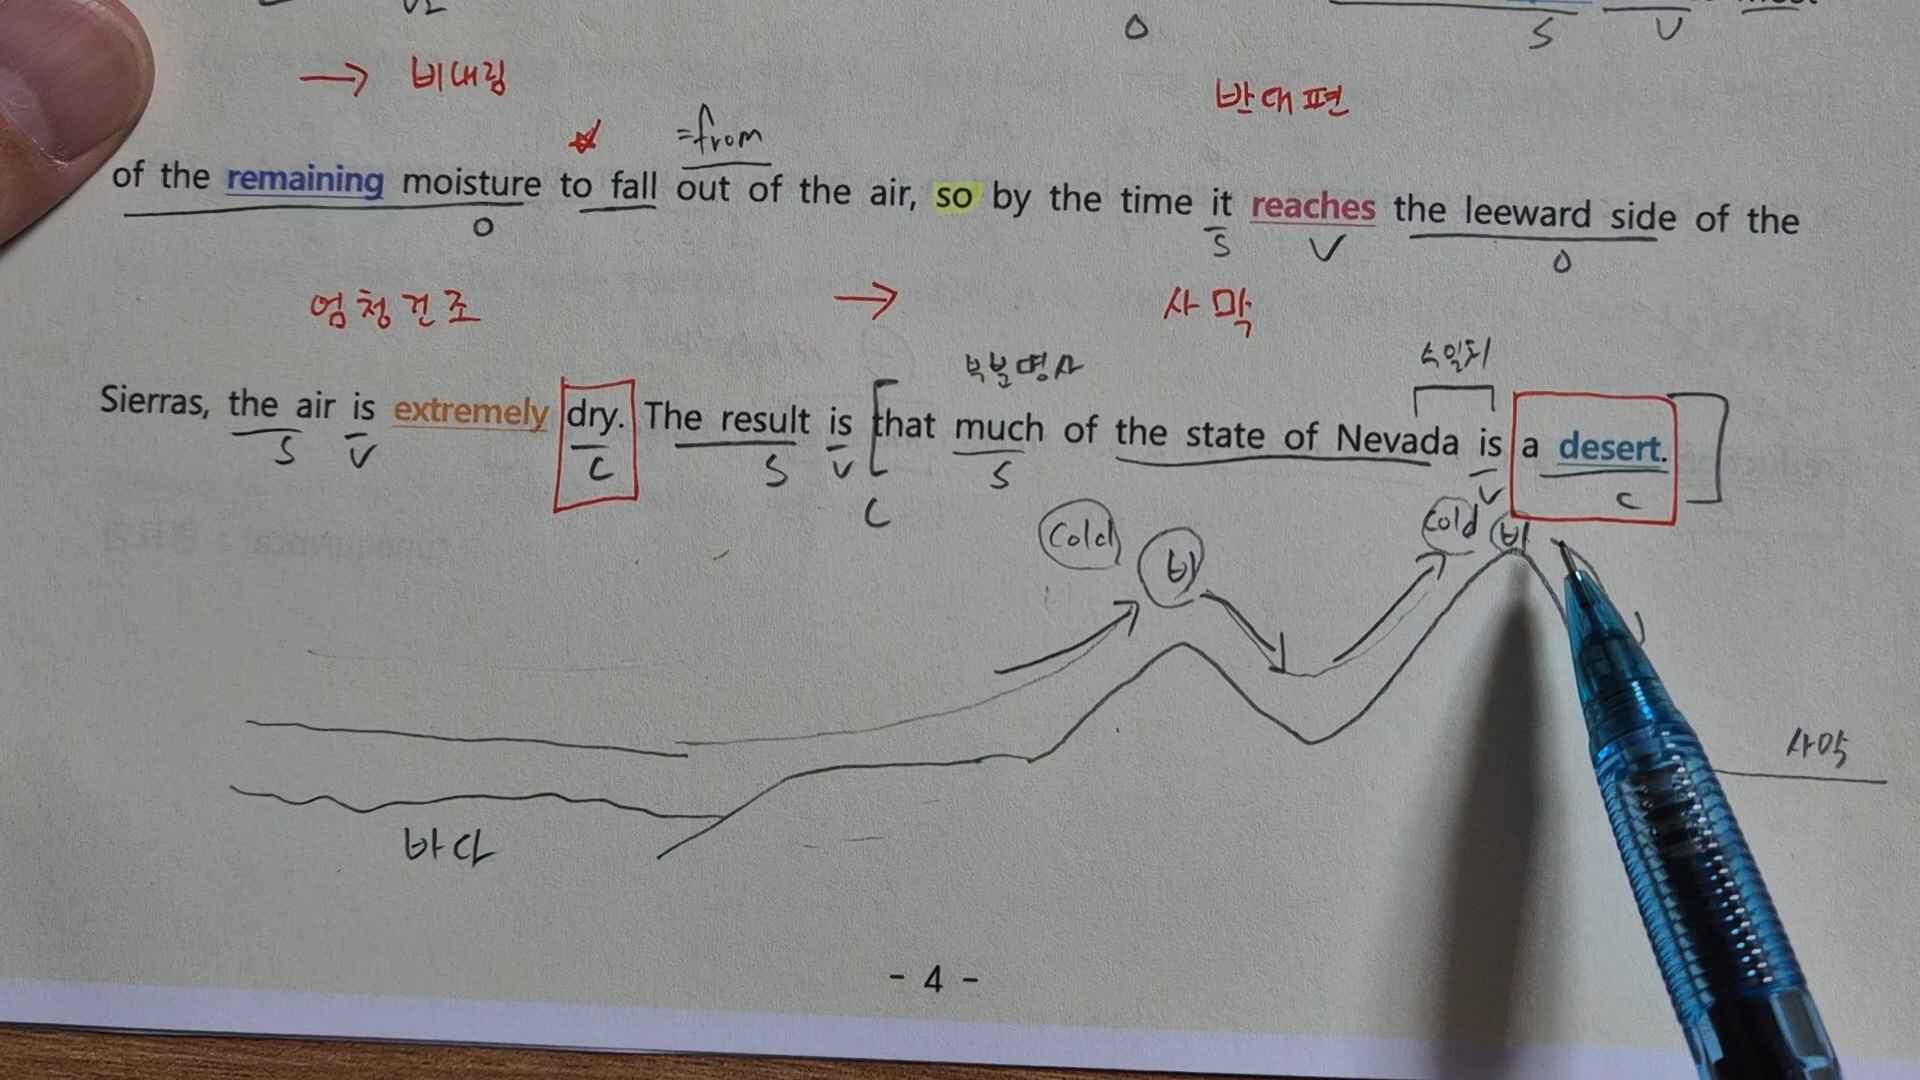 V2
O
S V
→ 비내림 반대편
=from
of the remaining moisture to fall out of the air, so by the time it reaches the leeward side of the
O S V O
엄청건조 → 사막
부분명사 수일치
Sierras, the air is extremely dry. The result is [that much of the state of Nevada is a desert.]
S V C S V C S V C
Cold 비 Cold 비
사막
바다
- 4 -